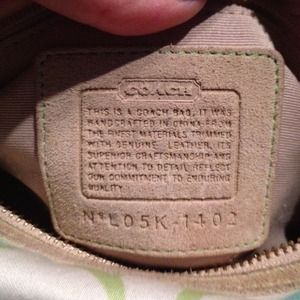 COACH
THIS IS A COACH BAG. IT WAS
HANDCRAFTED IN CHINA FROM
THE FINEST MATERIALS TRIMMED
WITH GENUINE LEATHER, ITS
SUPERIOR CRAFTSMANSHIP AND
ATTENTION TO DETAIL REFLECT
OUR COMMITMENT TO ENDURING
QUALITY.
Nº L05K-1402